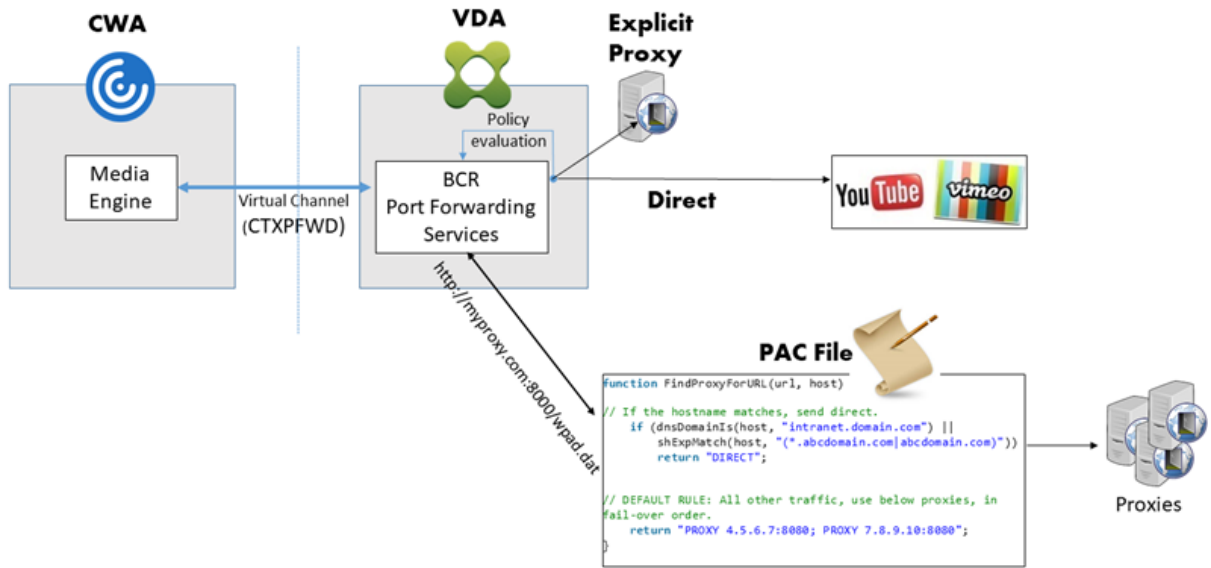 CWA
VDA
Explicit
Proxy
Policy
evaluation
Media
Engine
BCR
Port Forwarding
Services
Virtual Channel
(CTXPFWD)
Direct
YouTube
vimeo
http://myproxy.com:8000/wpad.dat
PAC File
function FindProxyForURL(url, host)
// If the hostname matches, send direct.
if (dnsDomainIs(host, "intranet.domain.com") ||
shExpMatch(host, "(*.abcdomain.com|abcdomain.com)"))
return "DIRECT";
// DEFAULT RULE: All other traffic, use below proxies, in
fail-over order.
return "PROXY 4.5.6.7:8080; PROXY 7.8.9.10:8080";
}
Proxies